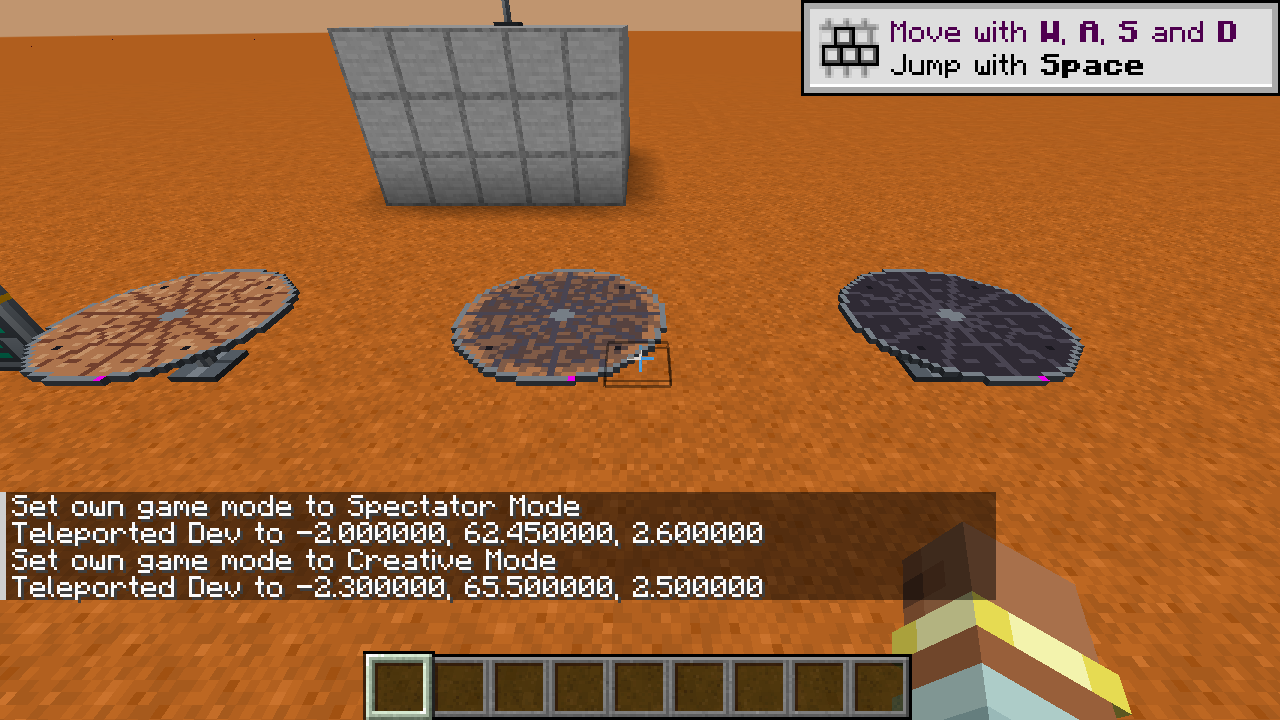 Move with W, A, S and D
Jump with Space
Set own game mode to Spectator Mode
Teleported Dev to -2.000000, 62.450000, 2.600000
Set own game mode to Creative Mode
Teleported Dev to -2.300000, 65.500000, 2.500000